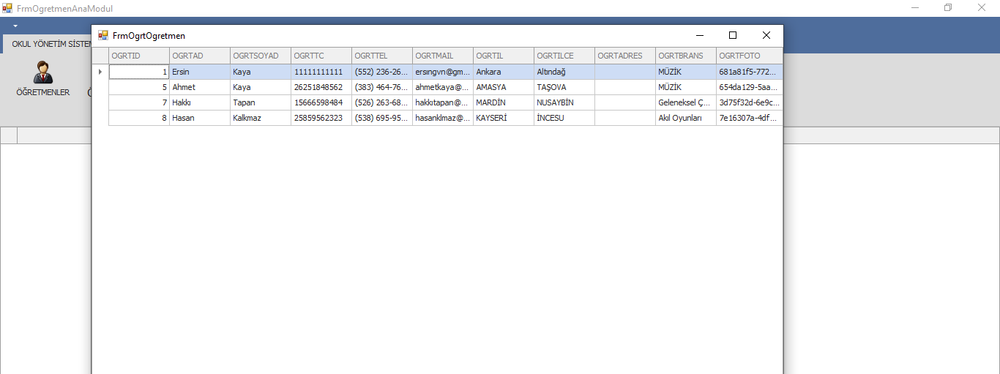 FrmOgretmenAnaModul
FrmOgrtOgretmen
OKUL YÖNETİM SİSTEM
ÖĞRETMENLER
OGRTID OGRTAD OGRTSOYAD OGRTTC OGRTTEL OGRTMAIL OGRTIL OGRTILCE OGRTADRES OGRTBRANS OGRTFOTO
1 Ersin Kaya 11111111111 (552) 236-26... ersıngvn@gm... Ankara Altındağ MÜZİK 681a81f5-772...
5 Ahmet Kaya 26251848562 (383) 464-76... ahmetkaya@... AMASYA TAŞOVA MÜZİK 654da129-5aa...
7 Hakkı Tapan 15666598484 (526) 263-68... hakkıtapan@... MARDİN NUSAYBİN Geleneksel Ç... 3d75f32d-6e9c...
8 Hasan Kalkmaz 25859562323 (538) 695-95... hasanklmaz@... KAYSERİ İNCESU Akıl Oyunları 7e16307a-4df...